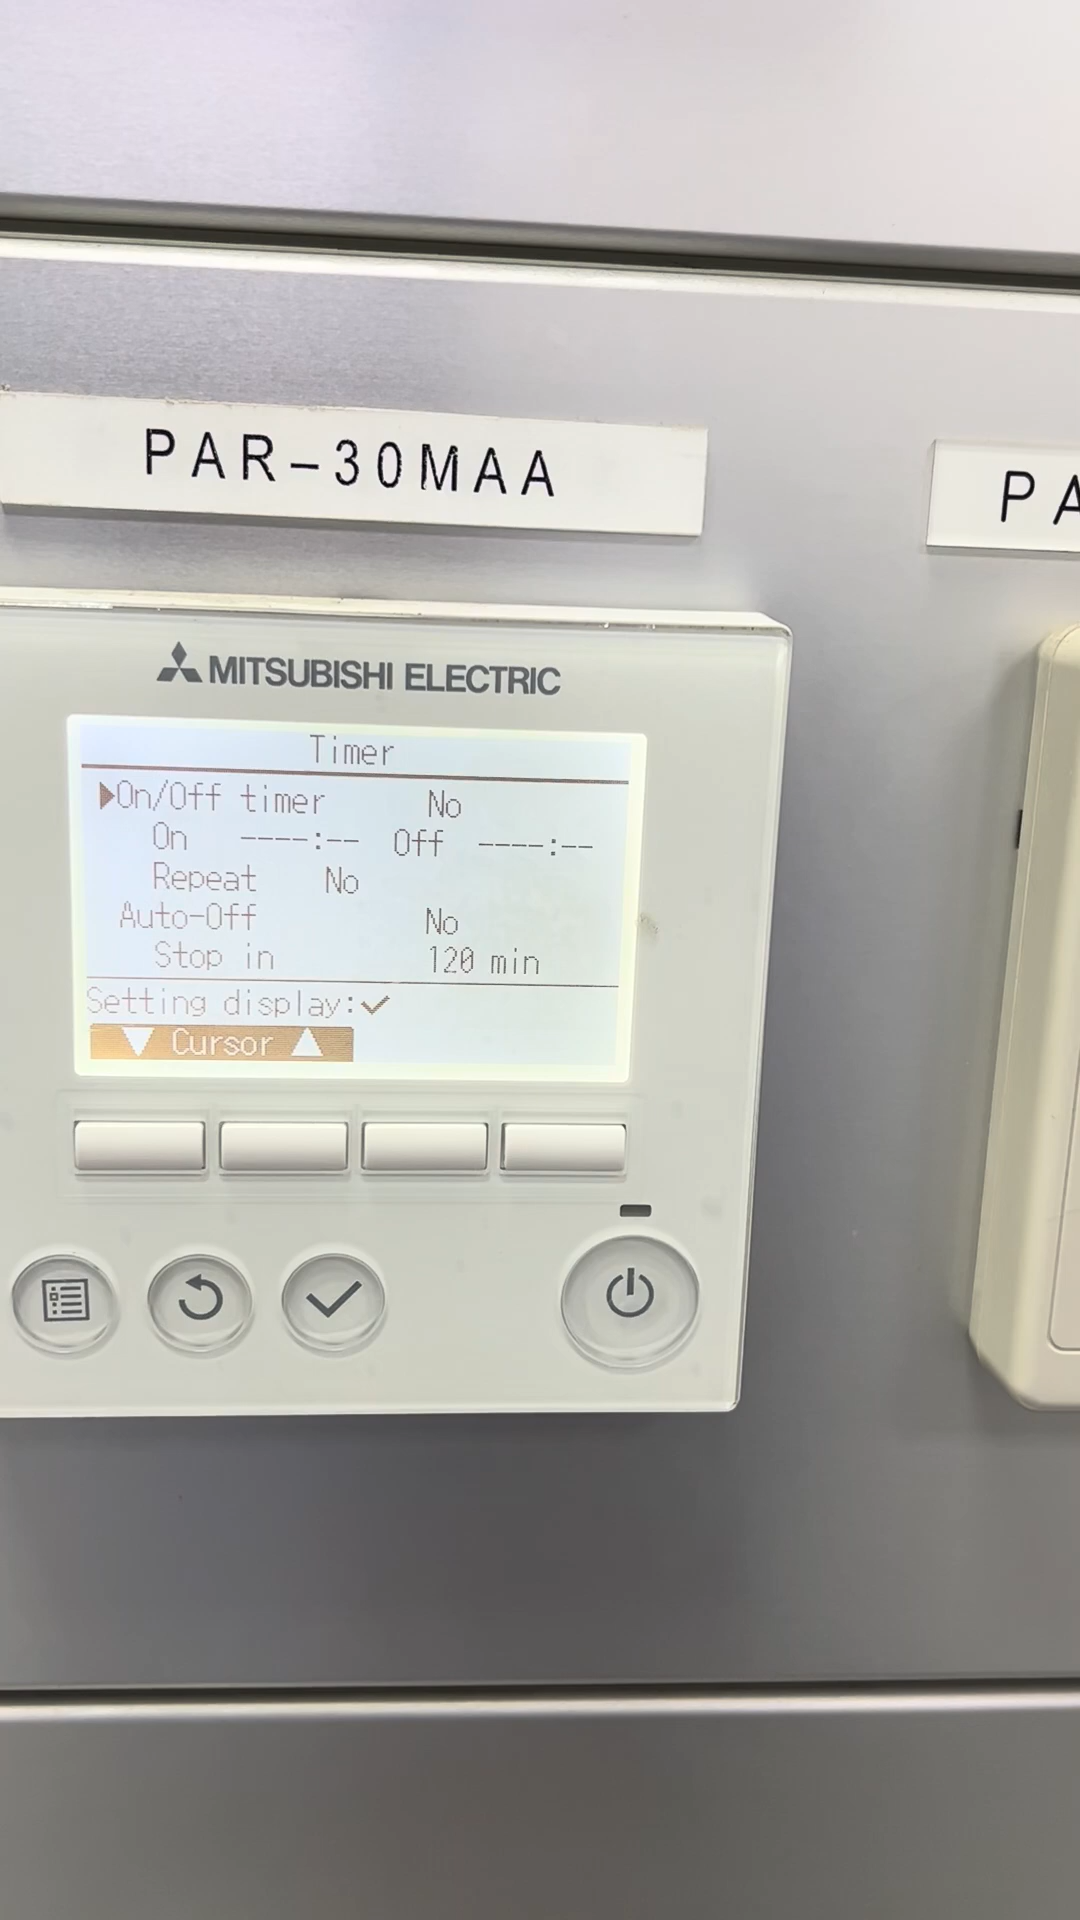 PAR-30MAA
PA
MITSUBISHI ELECTRIC
Timer
▶On/Off timer No
On ----:-- Off ----:--
Repeat No
Auto-Off No
Stop in 120 min
Setting display:✓
▼ Cursor ▲